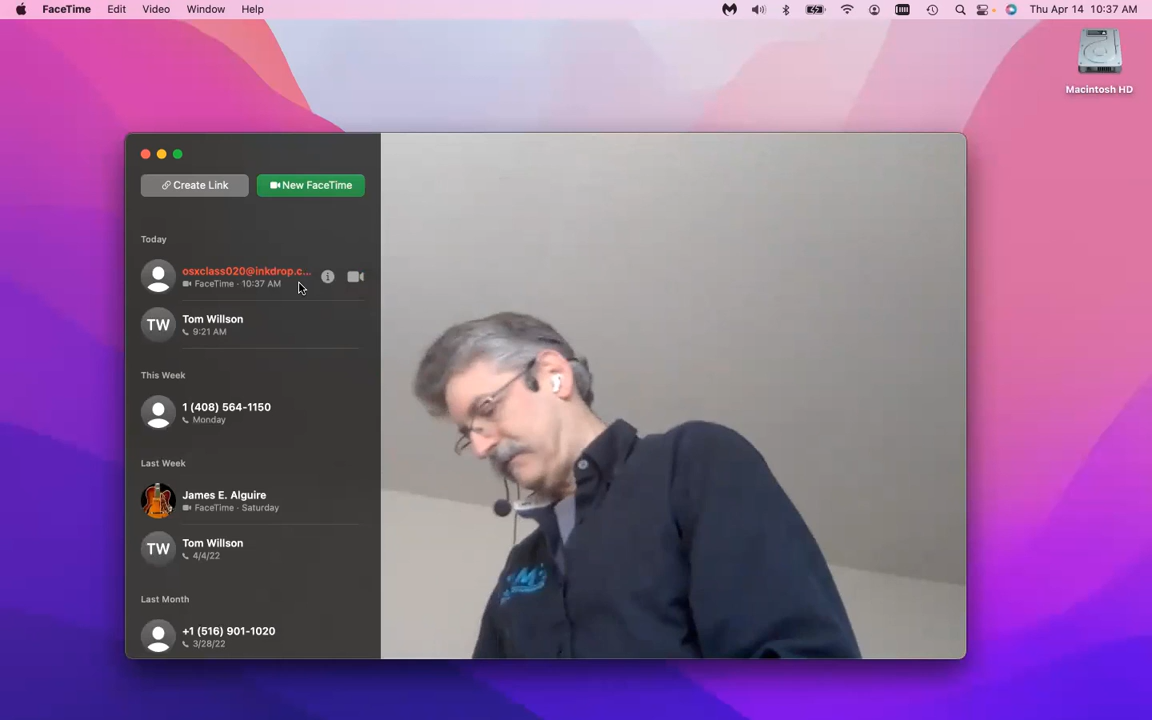 FaceTime Edit Video Window Help Thu Apr 14 10:37 AM
Macintosh HD
Create Link New FaceTime
Today
osxclass020@inkdrop.c...
FaceTime · 10:37 AM
TW Tom Willson
9:21 AM
This Week
1 (408) 564-1150
Monday
Last Week
James E. Alguire
FaceTime · Saturday
TW Tom Willson
4/4/22
Last Month
+1 (516) 901-1020
3/28/22